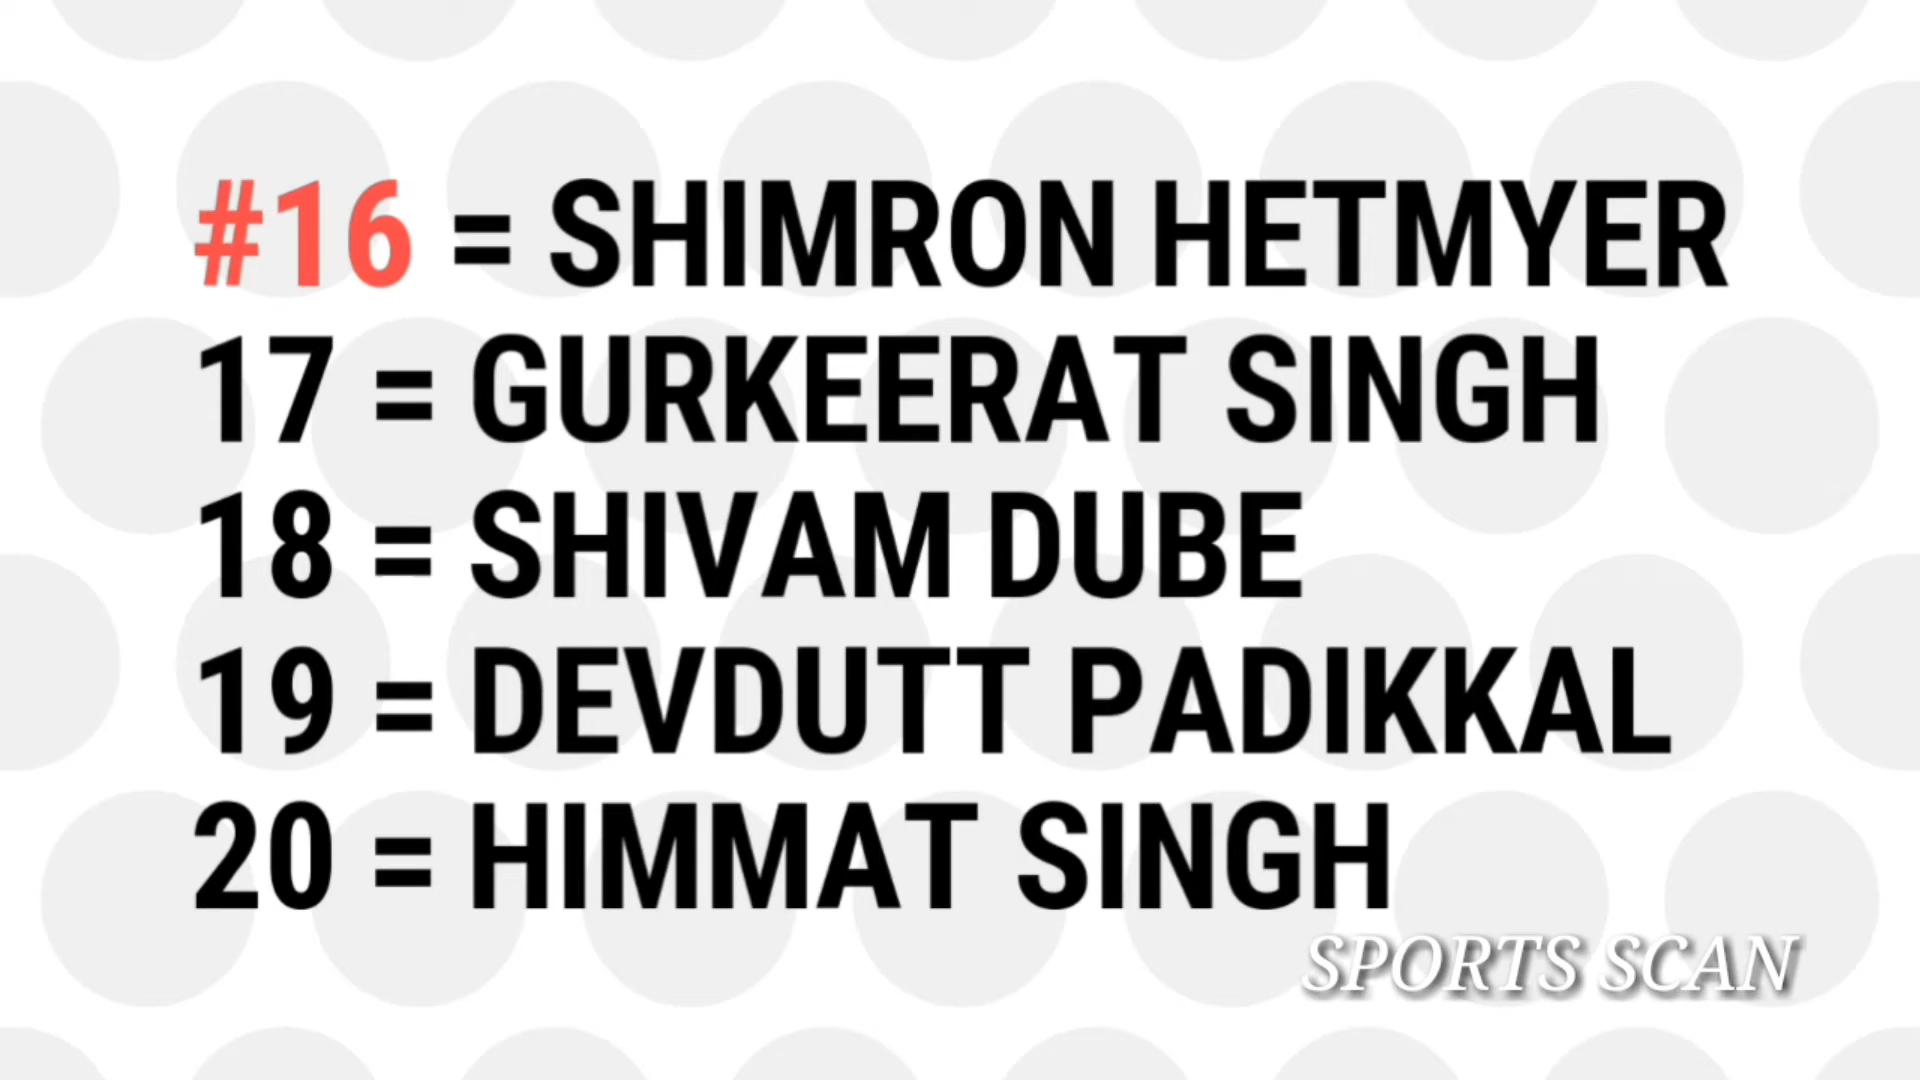 #16 = SHIMRON HETMYER
17 = GURKEERAT SINGH
18 = SHIVAM DUBE
19 = DEVDUTT PADIKKAL
20 = HIMMAT SINGH
SPORTS SCAN